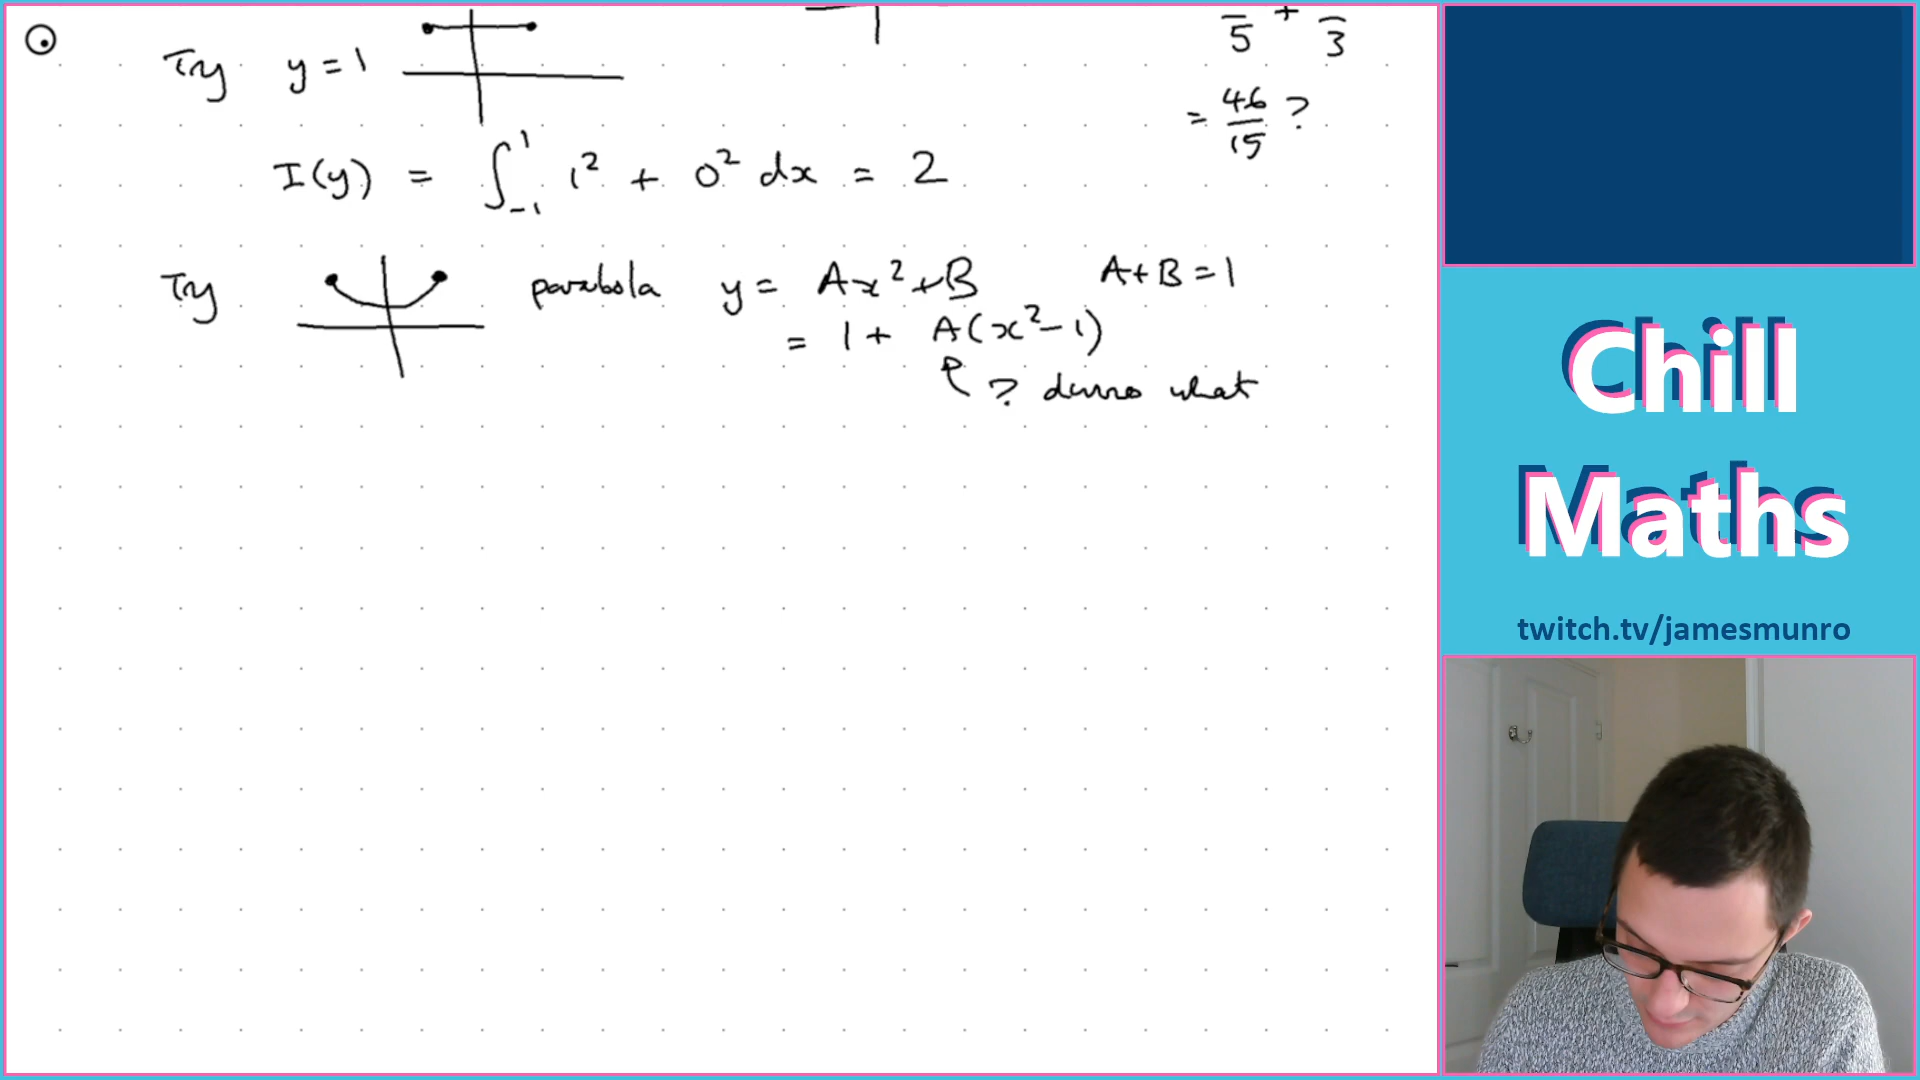 5 + 3
Try y = 1
= 46/15 ?
I(y) = ∫₋₁¹ 1² + 0² dx = 2
Try parabola y = Ax² + B A + B = 1
= 1 + A(x² - 1)
? dunno what
Chill
Maths
twitch.tv/jamesmunro